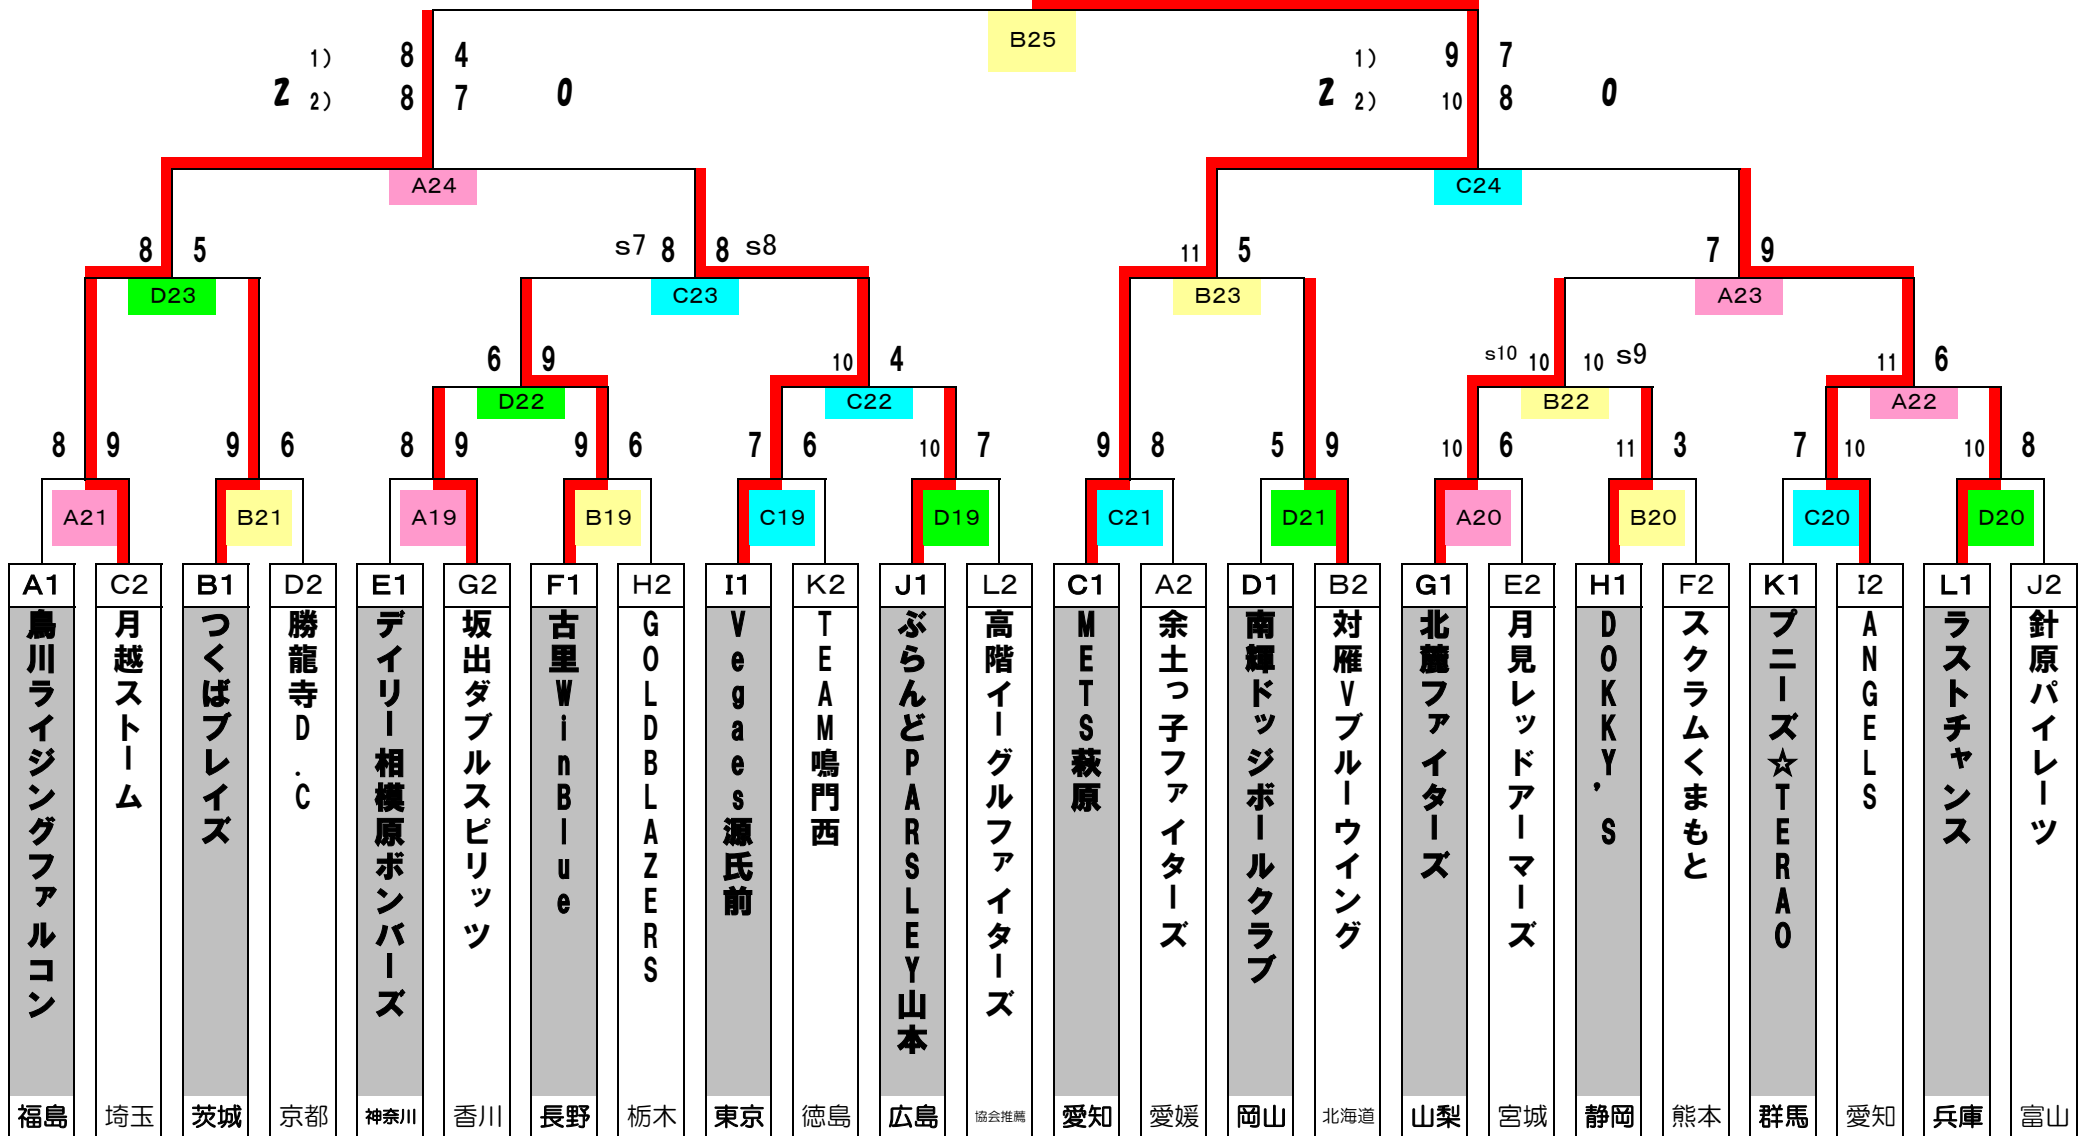 B25
1) 8 4
2 2) 8 7 0
1) 9 7
2 2) 10 8 0
A24
C24
8 5
s7 8 8 s8
11 5
7 9
D23
C23
B23
A23
6 9
10 4
s10 10 10 s9
11 6
D22
C22
B22
A22
8 9
9 6
8 9
9 6
7 6
10 7
9 8
5 9
10 6
11 3
7 10
10 8
A21
B21
A19
B19
C19
D19
C21
D21
A20
B20
C20
D20
A1
鳥川ライジングファルコン
福島
C2
月越ストーム
埼玉
B1
つくばブレイズ
茨城
D2
勝龍寺D.C
京都
E1
デイリー相模原ボンバーズ
神奈川
G2
坂出ダブルスピリッツ
香川
F1
古里WinBlue
長野
H2
GOLDBLAZERS
栃木
I1
Vegaes源氏前
東京
K2
TEAM鳴門西
徳島
J1
ぶらんどPARSLEY山本
広島
L2
高階イーグルファイターズ
協会推薦
C1
METS萩原
愛知
A2
余土っ子ファイターズ
愛媛
D1
南輝ドッジボールクラブ
岡山
B2
対雁Vブルーウイング
北海道
G1
北麓ファイターズ
山梨
E2
月見レッドアーマーズ
宮城
H1
DOKKY'S
静岡
F2
スクラムくまもと
熊本
K1
プニーズ☆TERAO
群馬
I2
ANGELS
愛知
L1
ラストチャンス
兵庫
J2
針原パイレーツ
富山